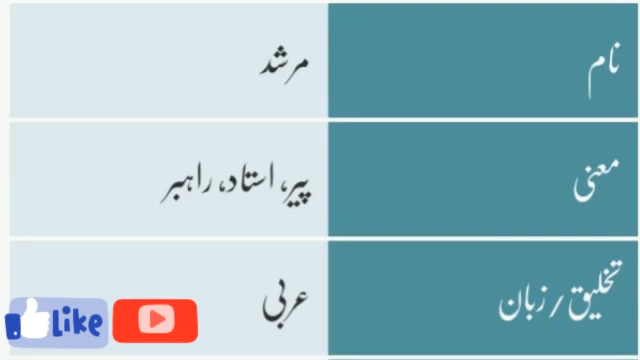 نام مرشد
معنی پیر، استاد، راہبر
تخلیق/زبان عربی
Like